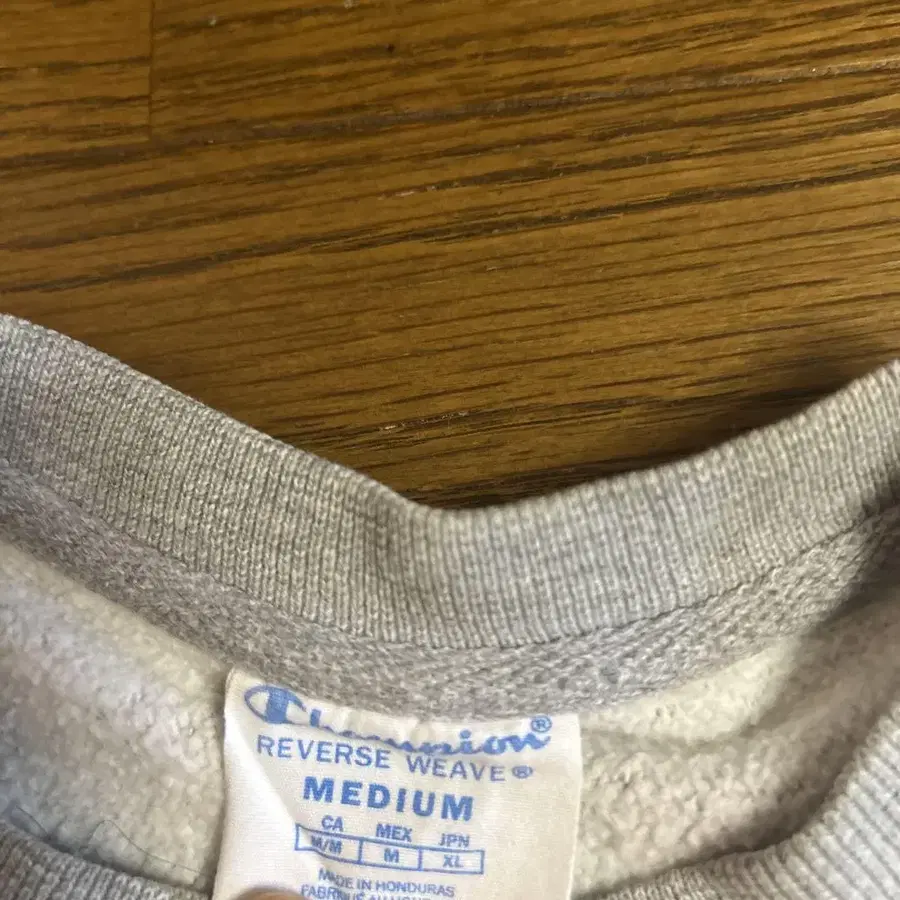 Champion®
REVERSE WEAVE®
MEDIUM
CA MEX JPN
M/M M XL
MADE IN HONDURAS